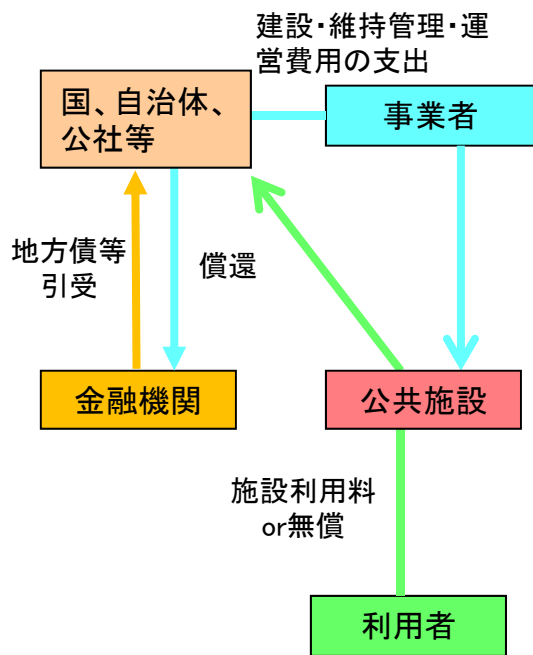 建設・維持管理・運
営費用の支出
国、自治体、
公社等
事業者
地方債等
引受
償還
金融機関
公共施設
施設利用料
or無償
利用者